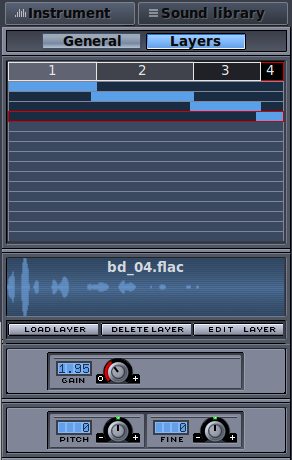 Instrument Sound library
General Layers
1 2 3 4
bd_04.flac
LOAD LAYER DELETE LAYER EDIT LAYER
1.95
GAIN
0 0
PITCH FINE